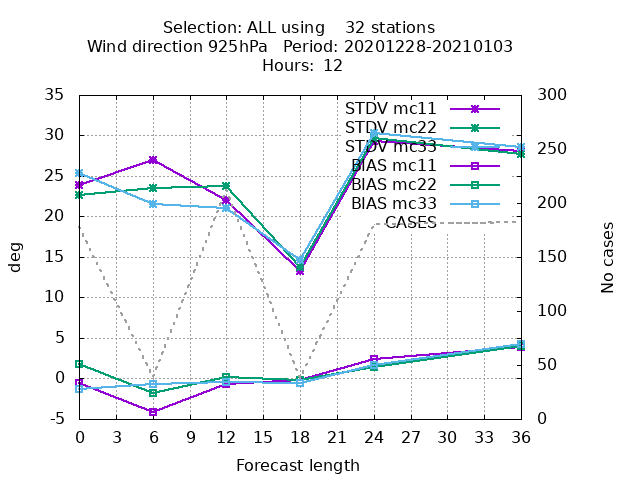 Selection: ALL using    32 stations
Wind direction 925hPa   Period: 20201228-20210103
Hours:  12
35
30
25
20
15
10
5
0
-5
300
250
200
150
100
50
0
STDV mc11
STDV mc22
STDV mc33
BIAS mc11
BIAS mc22
BIAS mc33
CASES
deg
No cases
0 3 6 9 12 15 18 21 24 27 30 33 36
Forecast length